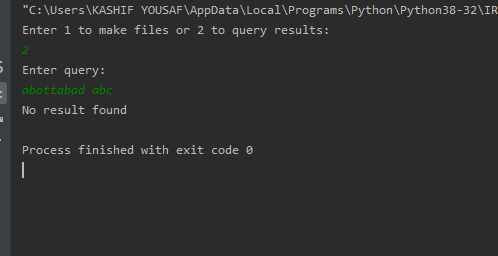 "C:\Users\KASHIF YOUSAF\AppData\Local\Programs\Python\Python38-32\IR
Enter 1 to make files or 2 to query results:
2
Enter query:
abottabad abc
No result found
Process finished with exit code 0